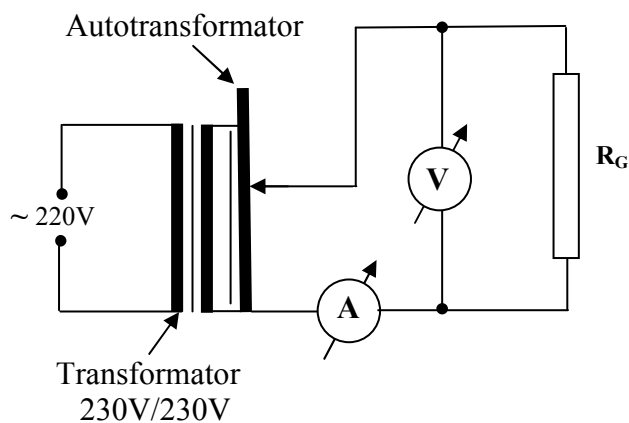 Autotransformator
R_G
V
~ 220V
A
Transformator
230V/230V